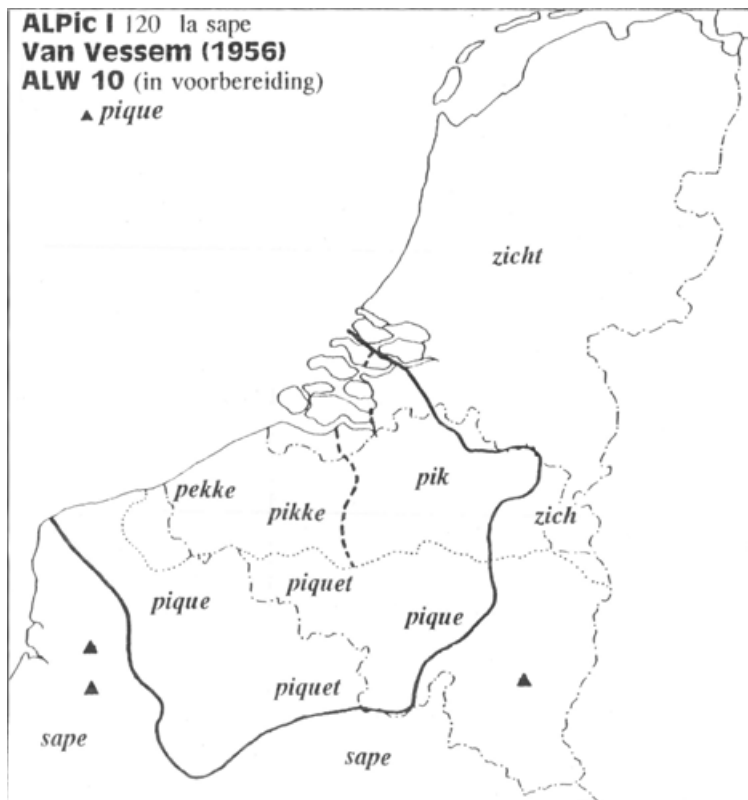 ALPic I 120 la sape
Van Vessem (1956)
ALW 10 (in voorbereiding)
▲ pique
zicht
pik
pekke
pikke
zich
piquet
pique
pique
piquet
sape
sape